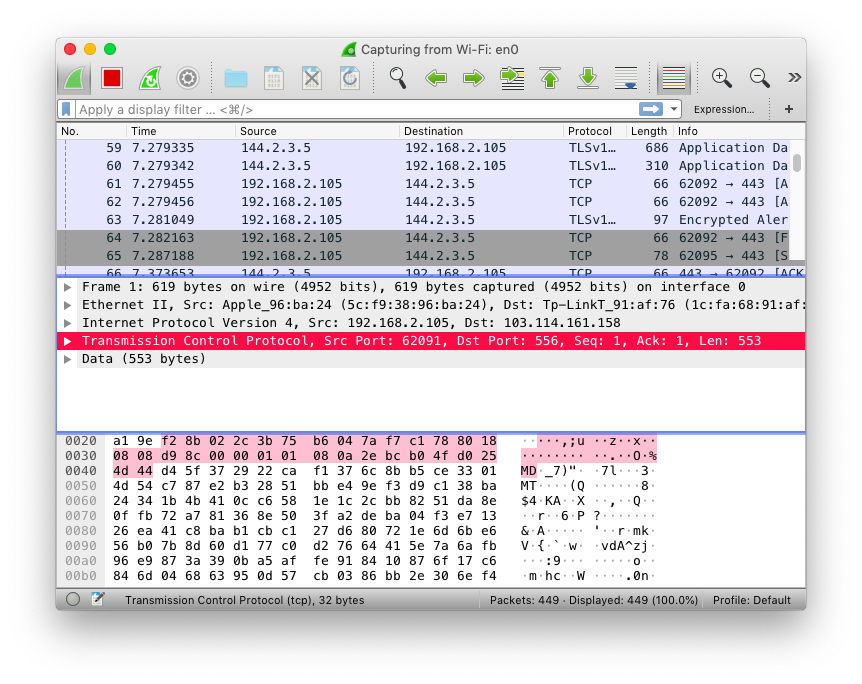 Capturing from Wi-Fi: en0
Apply a display filter ... <⌘/>
Expression...
+
No. Time Source Destination Protocol Length Info
59 7.279335 144.2.3.5 192.168.2.105 TLSv1… 686 Application Da
60 7.279342 144.2.3.5 192.168.2.105 TLSv1… 310 Application Da
61 7.279455 192.168.2.105 144.2.3.5 TCP 66 62092 → 443 [A
62 7.279456 192.168.2.105 144.2.3.5 TCP 66 62092 → 443 [A
63 7.281049 192.168.2.105 144.2.3.5 TLSv1… 97 Encrypted Aler
64 7.282163 192.168.2.105 144.2.3.5 TCP 66 62092 → 443 [F
65 7.287188 192.168.2.105 144.2.3.5 TCP 78 62095 → 443 [S
66 7.373653 144.2.3.5 192.168.2.105 TCP 66 443 → 62092 [ACK
Frame 1: 619 bytes on wire (4952 bits), 619 bytes captured (4952 bits) on interface 0
Ethernet II, Src: Apple_96:ba:24 (5c:f9:38:96:ba:24), Dst: Tp-LinkT_91:af:76 (1c:fa:68:91:af:
Internet Protocol Version 4, Src: 192.168.2.105, Dst: 103.114.161.158
Transmission Control Protocol, Src Port: 62091, Dst Port: 556, Seq: 1, Ack: 1, Len: 553
Data (553 bytes)
0020 a1 9e f2 8b 02 2c 3b 75 b6 04 7a f7 c1 78 80 18 ·····,;u ··z··x··
0030 08 08 d9 8c 00 00 01 01 08 0a 2e bc b0 4f d0 25 ········ ··.··O·%
0040 4d 44 d4 5f 37 29 22 ca f1 37 6c 8b b5 ce 33 01 MD·_7)"· ·7l···3·
0050 4d 54 c7 87 e2 b3 28 51 bb e4 9e f3 d9 c1 38 ba MT····(Q ······8·
0060 24 34 1b 4b 41 0c c6 58 1e 1c 2c bb 82 51 da 8e $4·KA··X ··,··Q··
0070 0f fb 72 a7 81 36 8e 50 3f a2 de ba 04 f3 e7 13 ··r··6·P ?·······
0080 26 ea 41 c8 ba b1 cb c1 27 d6 80 72 1e 6d 6b e6 &·A····· '··r·mk·
0090 56 b0 7b 8d 60 d1 77 c0 d2 76 64 41 5e 7a 6a fb V·{·`·w· ·vdA^zj·
00a0 96 e9 87 3a 39 0b a5 af fe 91 84 10 87 6f 17 c6 ···:9··· ·····o··
00b0 84 6d 04 68 63 95 0d 57 cb 03 86 bb 2e 30 6e f4 ·m·hc··W ····.0n·
Transmission Control Protocol (tcp), 32 bytes
Packets: 449 · Displayed: 449 (100.0%)
Profile: Default